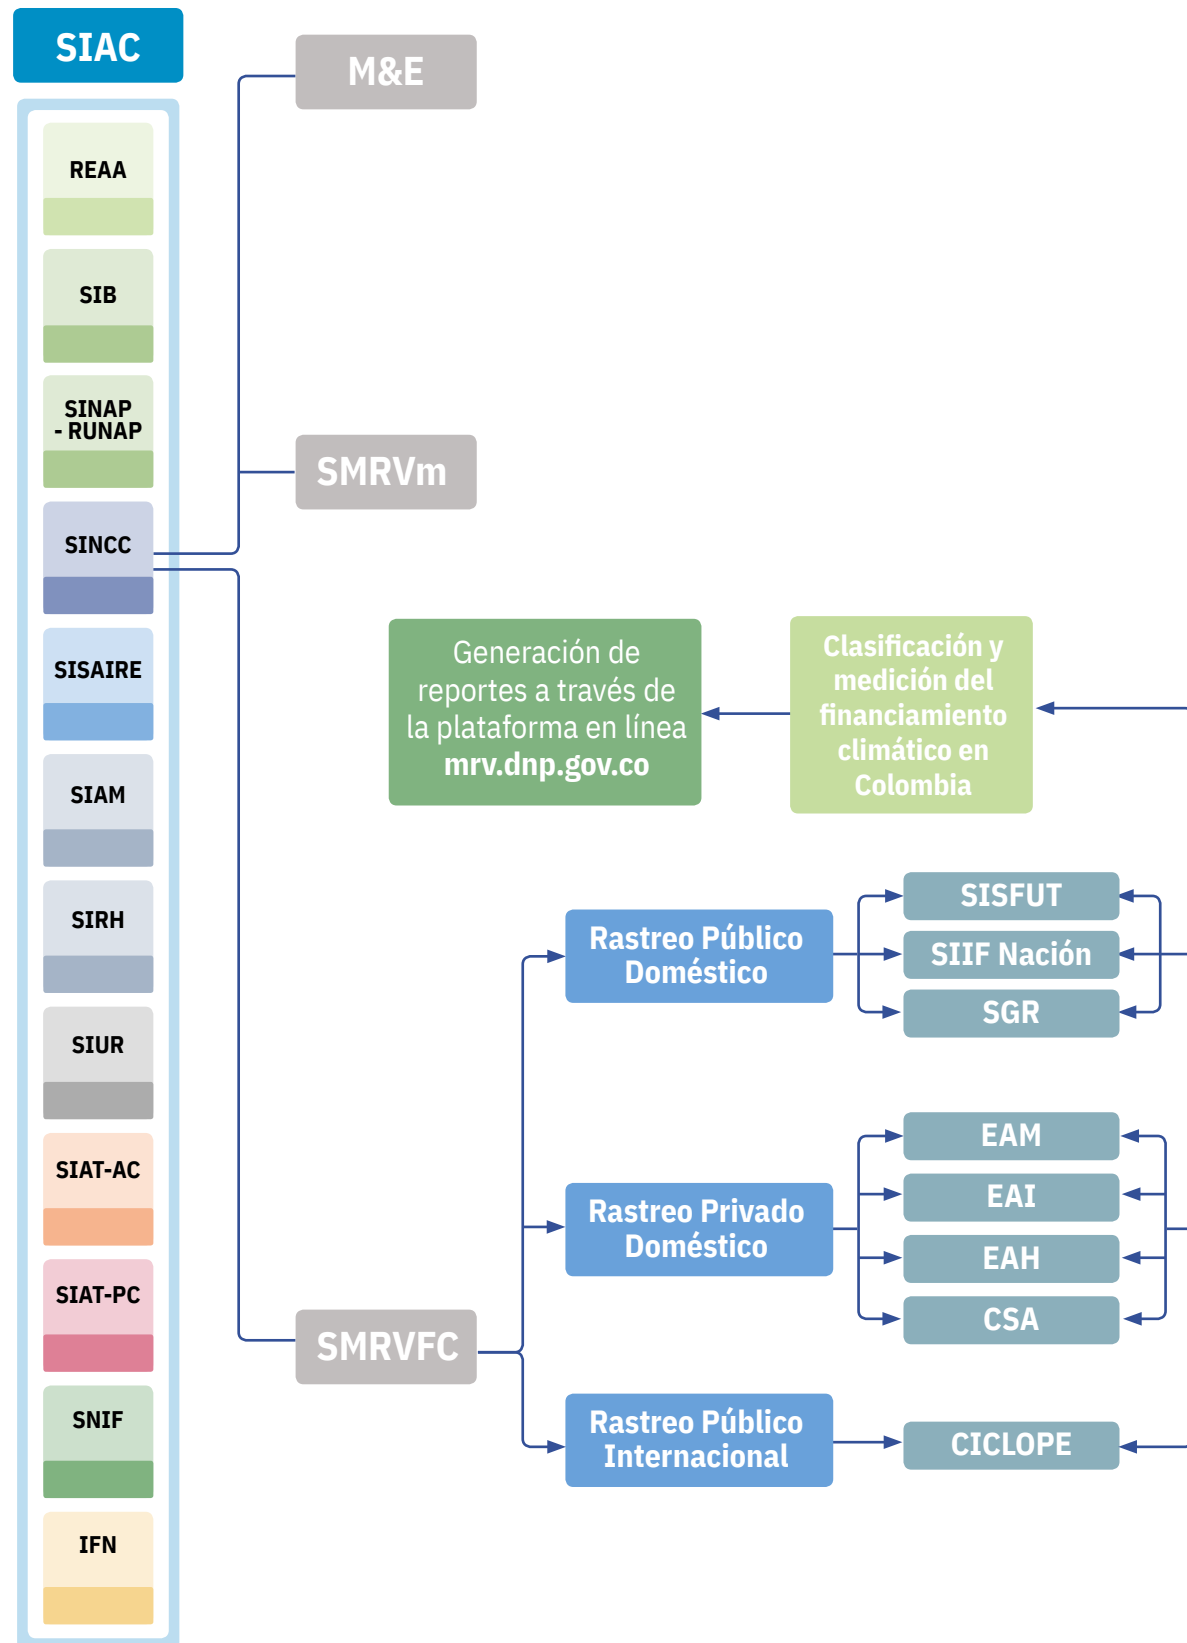 SIAC
REAA
SIB
SINAP
- RUNAP
SINCC
SISAIRE
SIAM
SIRH
SIUR
SIAT-AC
SIAT-PC
SNIF
IFN
M&E
SMRVm
SMRVFC
Generación de
reportes a través de
la plataforma en línea
mrv.dnp.gov.co
Clasificación y
medición del
financiamiento
climático en
Colombia
Rastreo Público
Doméstico
SISFUT
SIIF Nación
SGR
Rastreo Privado
Doméstico
EAM
EAI
EAH
CSA
Rastreo Público
Internacional
CICLOPE